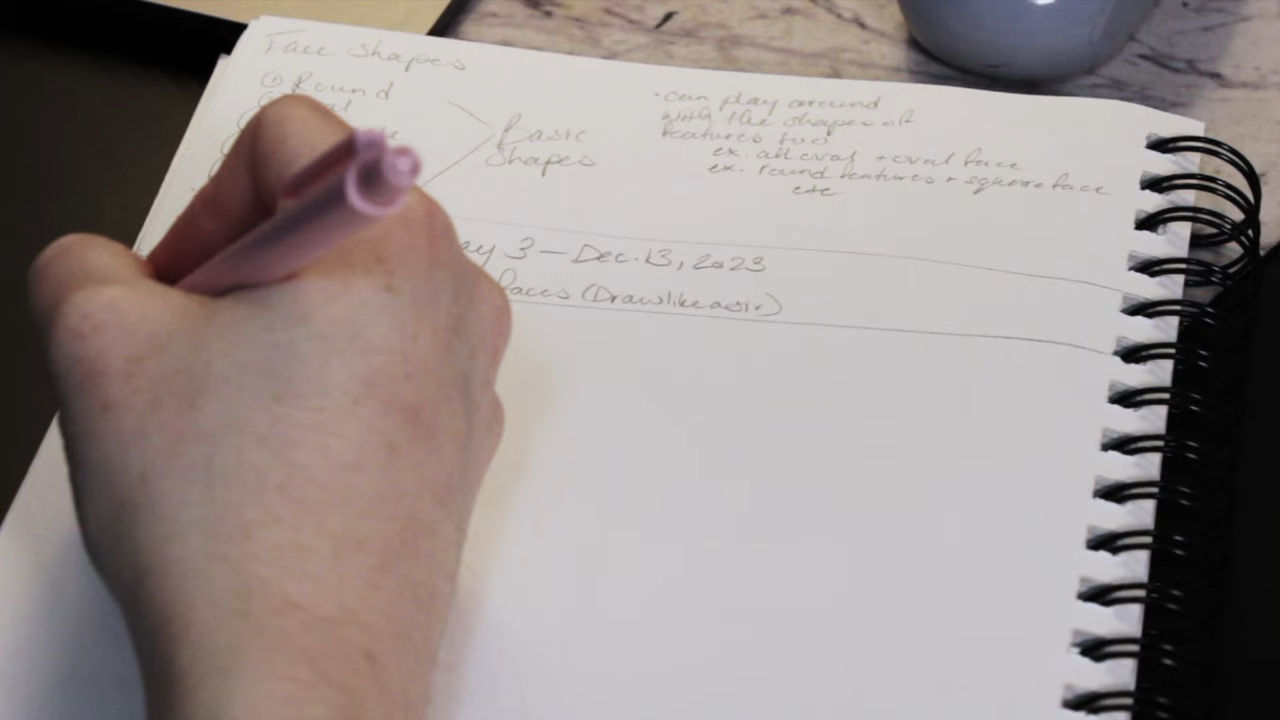 Face Shapes
① Round
Basic
Shapes
· can play around
with the shapes of
features too
ex. all oval + oval face
ex. round features + square face
etc
ay 3 — Dec. 13, 2023
faces (Drawlikeasir)